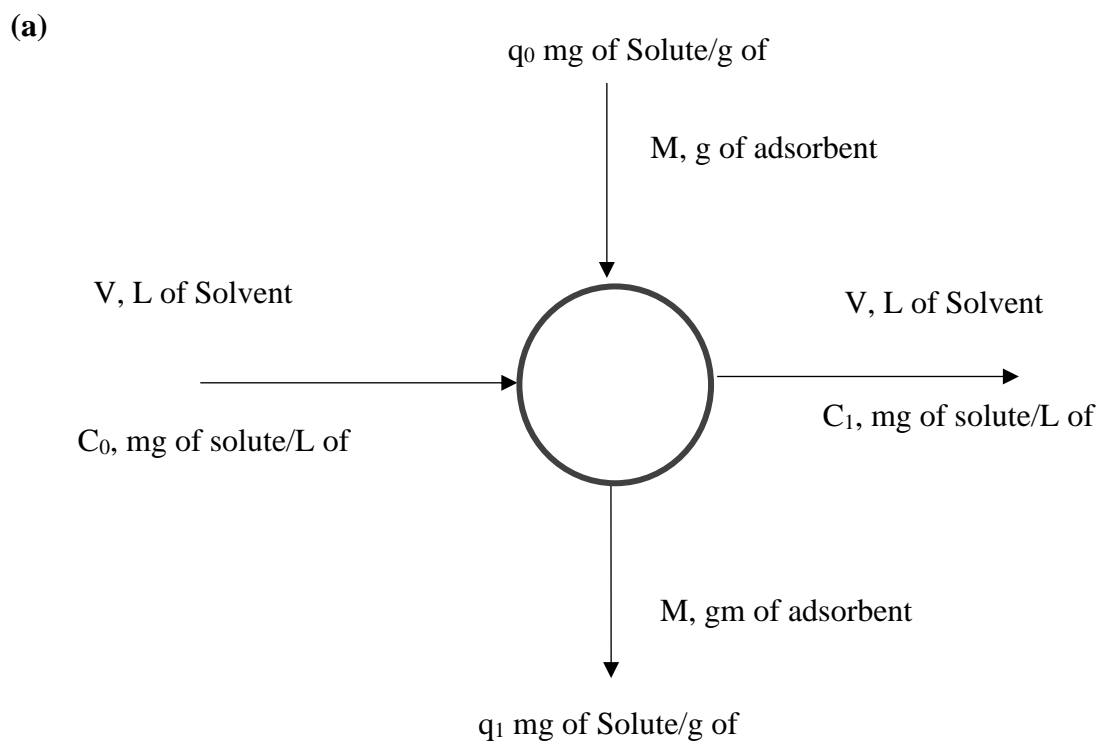 (a)
q₀ mg of Solute/g of
M, g of adsorbent
V, L of Solvent
V, L of Solvent
C₀, mg of solute/L of
C₁, mg of solute/L of
M, gm of adsorbent
q₁ mg of Solute/g of